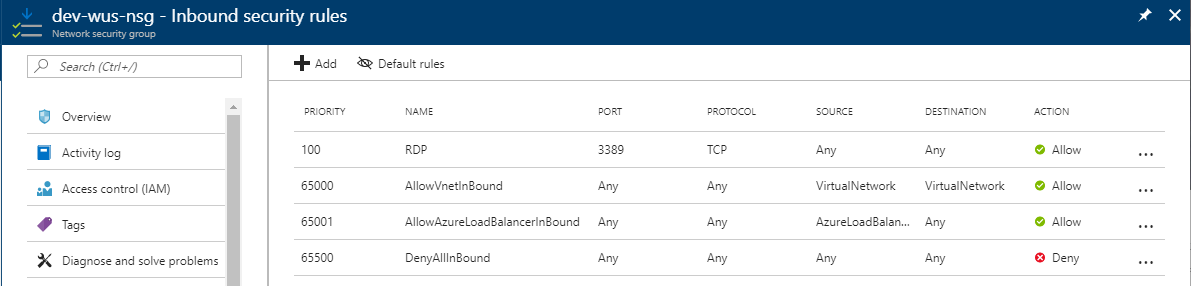 dev-wus-nsg - Inbound security rules
Network security group
Search (Ctrl+/)
Overview
Activity log
Access control (IAM)
Tags
Diagnose and solve problems
Add Default rules
PRIORITY NAME PORT PROTOCOL SOURCE DESTINATION ACTION
100 RDP 3389 TCP Any Any Allow ...
65000 AllowVnetInBound Any Any VirtualNetwork VirtualNetwork Allow ...
65001 AllowAzureLoadBalancerInBound Any Any AzureLoadBalan... Any Allow ...
65500 DenyAllInBound Any Any Any Any Deny ...